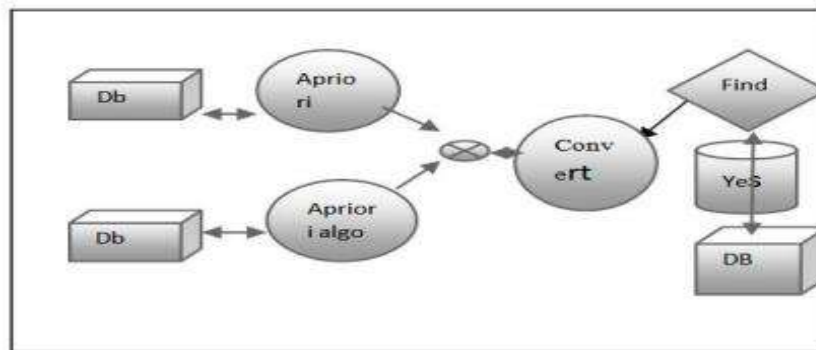 Db
Aprio
ri
Find
Conv
ert
YeS
Db
Aprior
i algo
DB